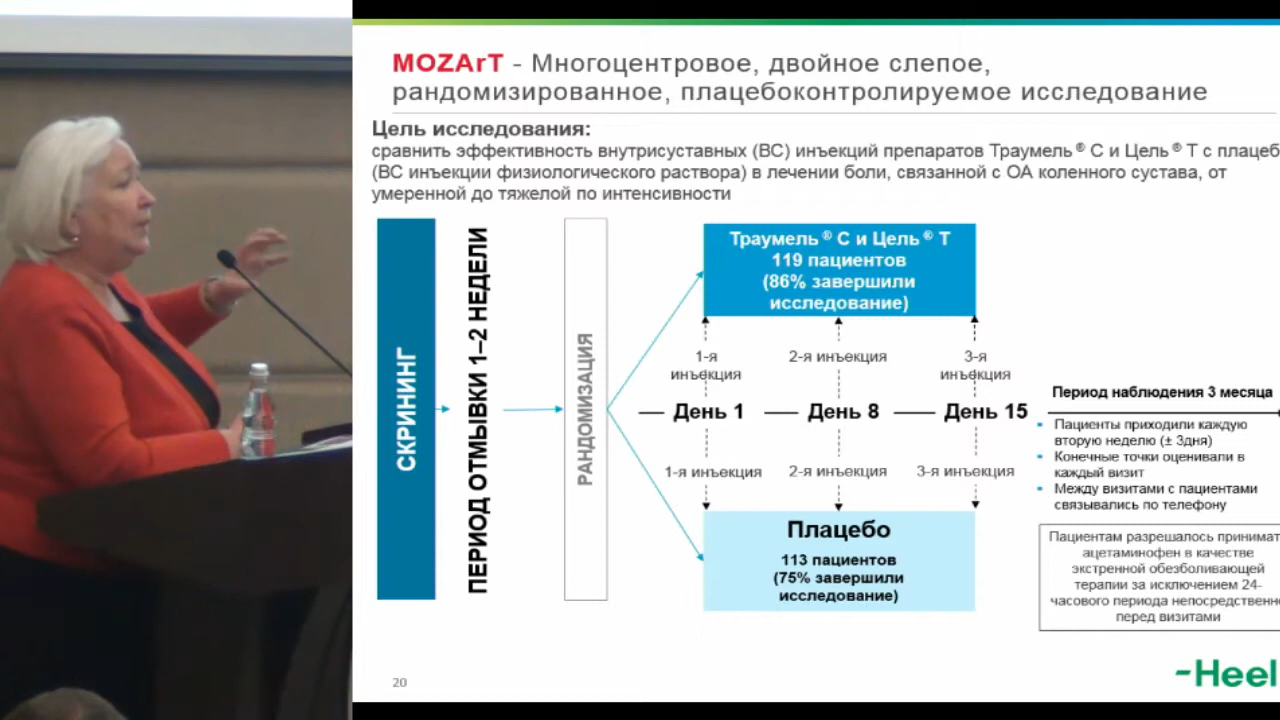 MOZArT - Многоцентровое, двойное слепое,
рандомизированное, плацебоконтролируемое исследование
Цель исследования:
сравнить эффективность внутрисуставных (ВС) инъекций препаратов Траумель® С и Цель® Т с плацеб
(ВС инъекции физиологического раствора) в лечении боли, связанной с ОА коленного сустава, от
умеренной до тяжелой по интенсивности
СКРИНИНГ
ПЕРИОД ОТМЫВКИ 1–2 НЕДЕЛИ
РАНДОМИЗАЦИЯ
Траумель® С и Цель® Т
119 пациентов
(86% завершили
исследование)
1-я
инъекция
2-я инъекция
3-я
инъекция
День 1
День 8
День 15
1-я инъекция
2-я инъекция
3-я инъекция
Плацебо
113 пациентов
(75% завершили
исследование)
Период наблюдения 3 месяца
Пациенты приходили каждую
вторую неделю (± 3дня)
Конечные точки оценивали в
каждый визит
Между визитами с пациентами
связывались по телефону
Пациентам разрешалось принимат
ацетаминофен в качестве
экстренной обезболивающей
терапии за исключением 24-
часового периода непосредственно
перед визитами
20
-Heel